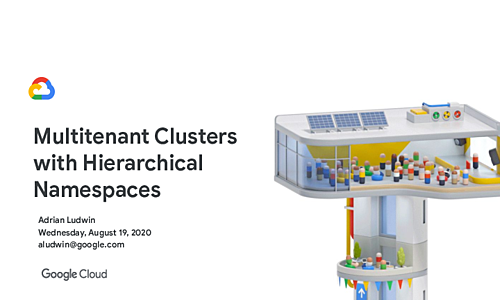 Multitenant Clusters
with Hierarchical
Namespaces
Adrian Ludwin
Wednesday, August 19, 2020
aludwin@google.com
Google Cloud